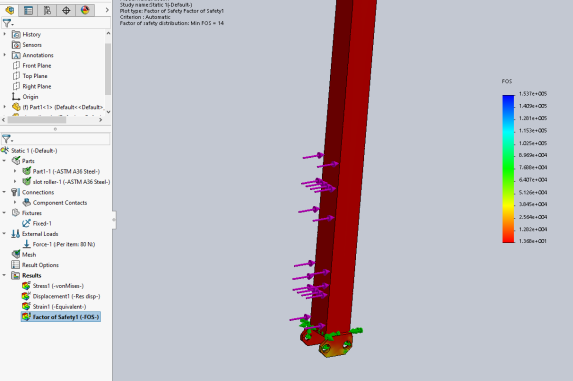 Study name:Static 1(-Default-)
Plot type: Factor of Safety Factor of Safety1
Criterion : Automatic
Factor of safety distribution: Min FOS = 14
History
Sensors
Annotations
Front Plane
Top Plane
Right Plane
Origin
(f) Part1<1> (Default<<Default>
Static 1 (-Default-)
Parts
Part1-1 (-ASTM A36 Steel-)
slot roller-1 (-ASTM A36 Steel-)
Connections
Component Contacts
Fixtures
Fixed-1
External Loads
Force-1 (:Per item: 80 N:)
Mesh
Result Options
Results
Stress1 (-vonMises-)
Displacement1 (-Res disp-)
Strain1 (-Equivalent-)
Factor of Safety1 (-FOS-)
FOS
1.537e+005
1.409e+005
1.281e+005
1.153e+005
1.025e+005
8.969e+004
7.688e+004
6.407e+004
5.126e+004
3.845e+004
2.564e+004
1.282e+004
1.368e+001